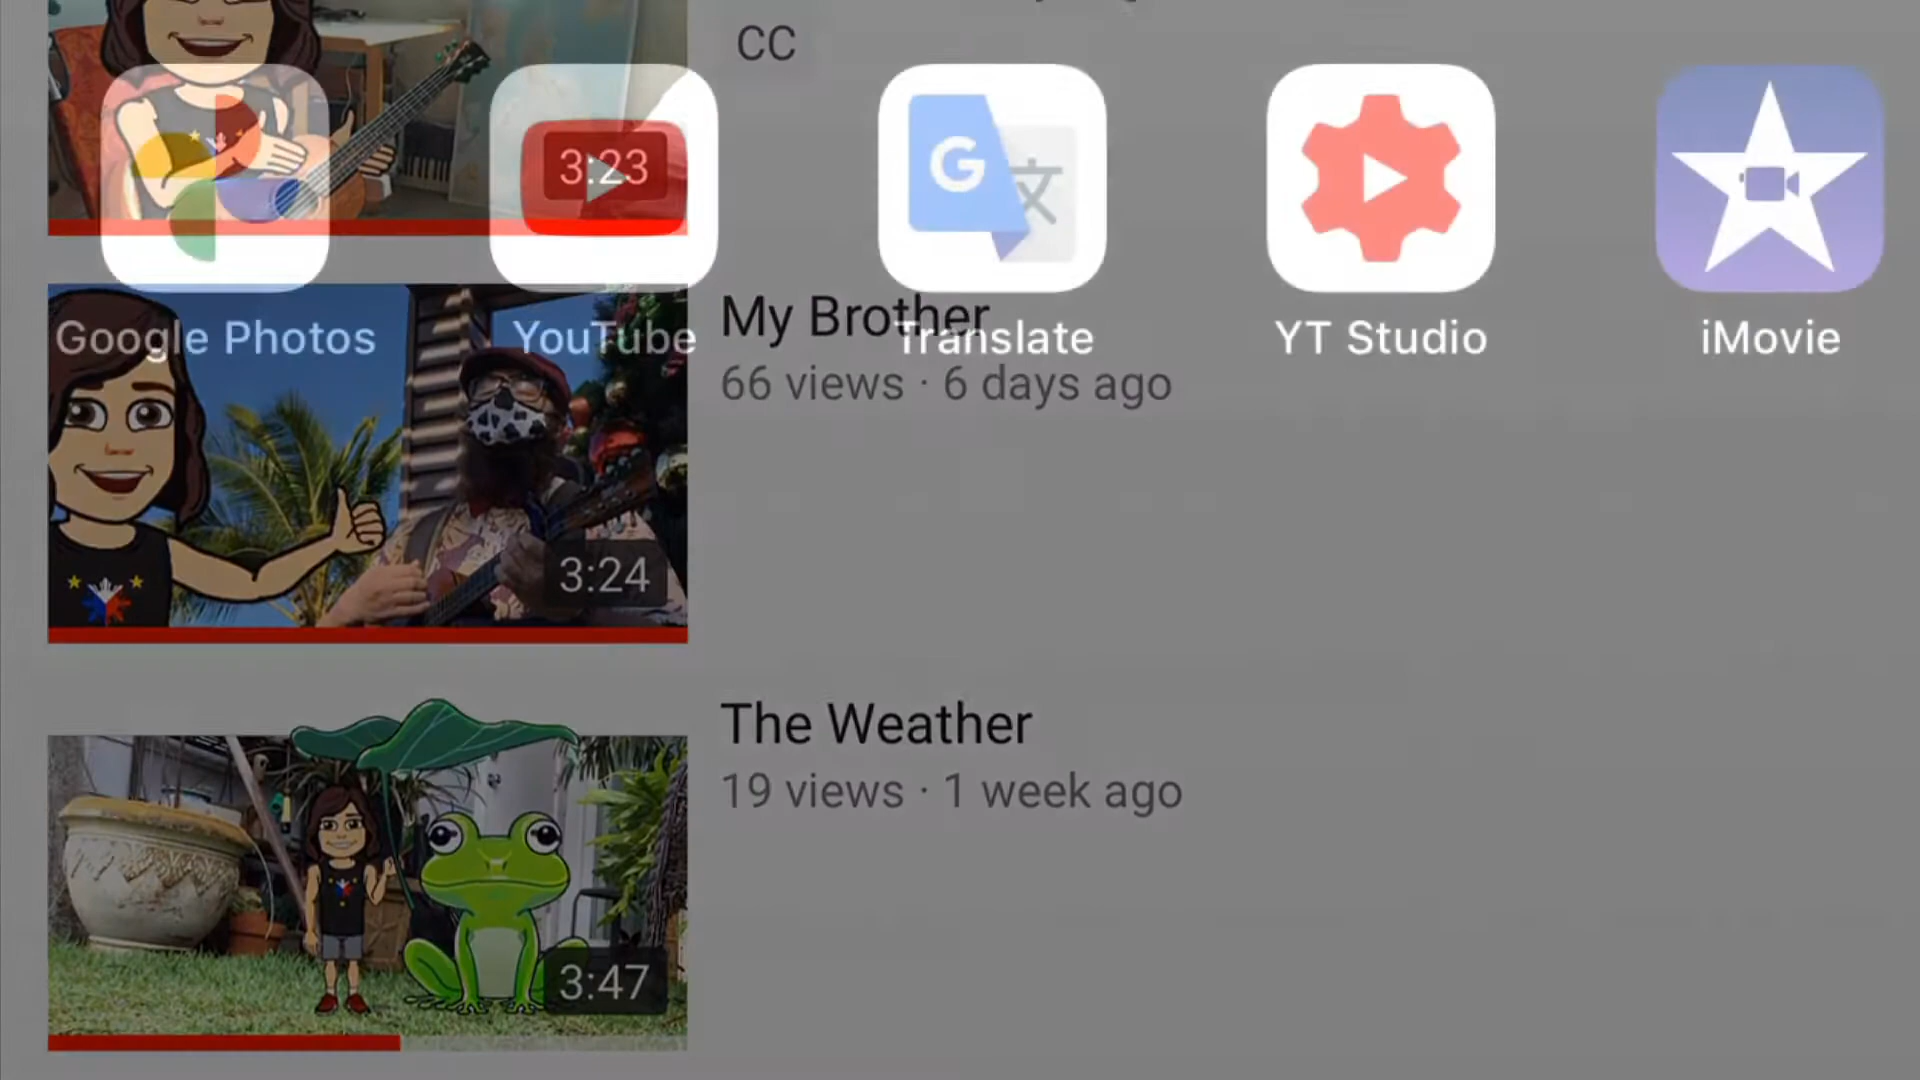 CC
3:23
G 文
Google Photos
YouTube
Translate
YT Studio
iMovie
My Brother
66 views · 6 days ago
3:24
The Weather
19 views · 1 week ago
3:47